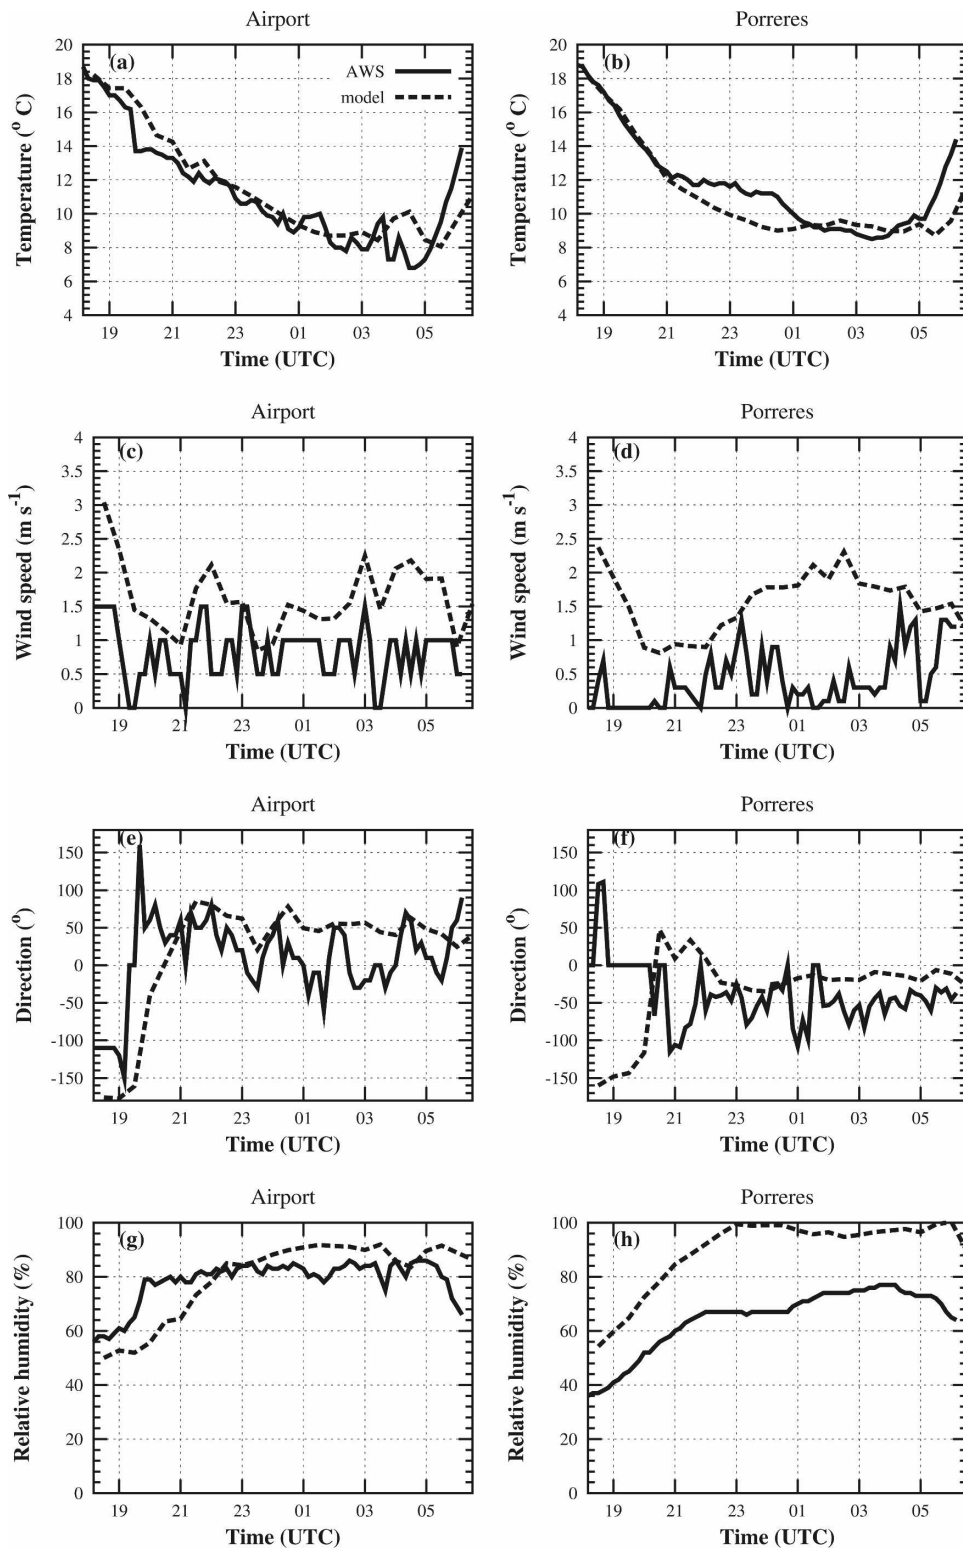 Airport Porreres
(a) AWS model
(b)
20 20
18 18
16 16
14 14
12 12
10 10
8 8
6 6
4 4
Temperature (° C) Temperature (° C)
19 21 23 01 03 05 19 21 23 01 03 05
Time (UTC) Time (UTC)
Airport Porreres
(c) (d)
4 4
3.5 3.5
3 3
2.5 2.5
2 2
1.5 1.5
1 1
0.5 0.5
0 0
Wind speed (m s⁻¹) Wind speed (m s⁻¹)
19 21 23 01 03 05 19 21 23 01 03 05
Time (UTC) Time (UTC)
Airport Porreres
(e) (f)
150 150
100 100
50 50
0 0
-50 -50
-100 -100
-150 -150
Direction (°) Direction (°)
19 21 23 01 03 05 19 21 23 01 03 05
Time (UTC) Time (UTC)
Airport Porreres
(g) (h)
100 100
80 80
60 60
40 40
20 20
0 0
Relative humidity (%) Relative humidity (%)
19 21 23 01 03 05 19 21 23 01 03 05
Time (UTC) Time (UTC)